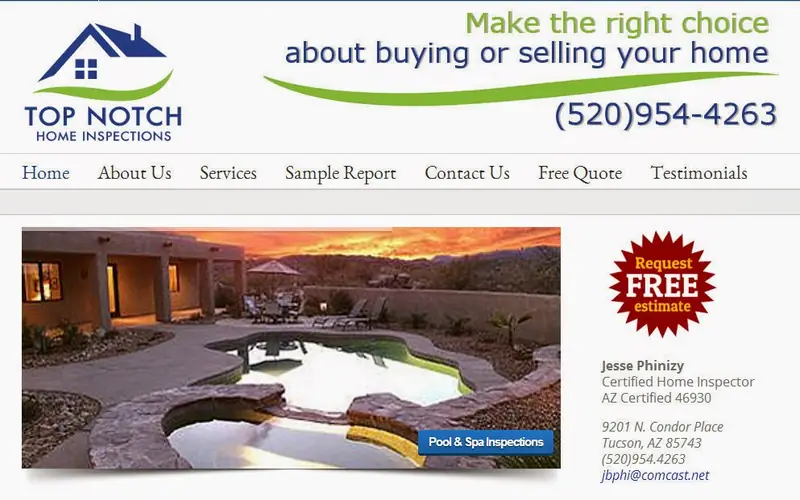 Make the right choice
about buying or selling your home
TOP NOTCH
HOME INSPECTIONS
(520)954-4263
Home About Us Services Sample Report Contact Us Free Quote Testimonials
Request
FREE
estimate
Pool & Spa Inspections
Jesse Phinizy
Certified Home Inspector
AZ Certified 46930
9201 N. Condor Place
Tucson, AZ 85743
(520)954.4263
jbphi@comcast.net